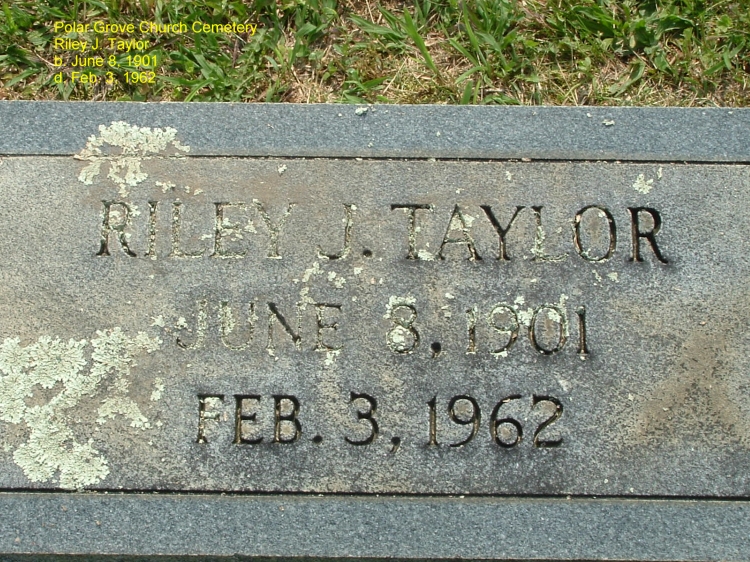 Polar Grove Church Cemetery
Riley J. Taylor
b. June 8, 1901
d. Feb. 3, 1962
RILEY J. TAYLOR
JUNE 8, 1901
FEB. 3, 1962